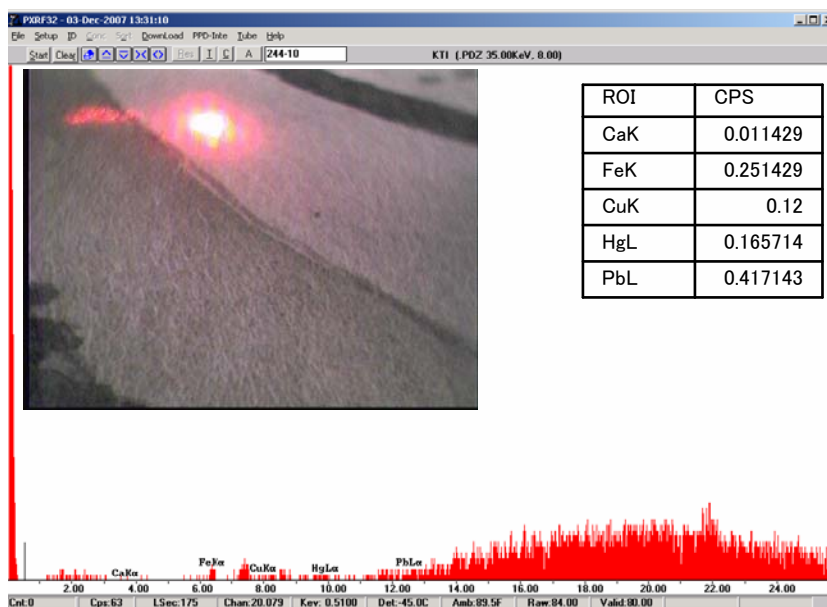 PXRF32 - 03-Dec-2007 13:31:10
File Setup ID Conc Sqrt DownLoad PPD-Inte Tube Help
Start Clear Res I C A 244-10 KTI (.PDZ 35.00KeV, 8.00)
ROI CPS
CaK 0.011429
FeK 0.251429
CuK 0.12
HgL 0.165714
PbL 0.417143
CaKα FeKα CuKα HgLα PbLα
2.00 4.00 6.00 8.00 10.00 12.00 14.00 16.00 18.00 20.00 22.00 24.00
Cnt:0 Cps:63 LSec:175 Chan:20.079 Kev: 0.5100 Det:-45.0C Amb:89.5F Raw:84.00 Valid:80.00